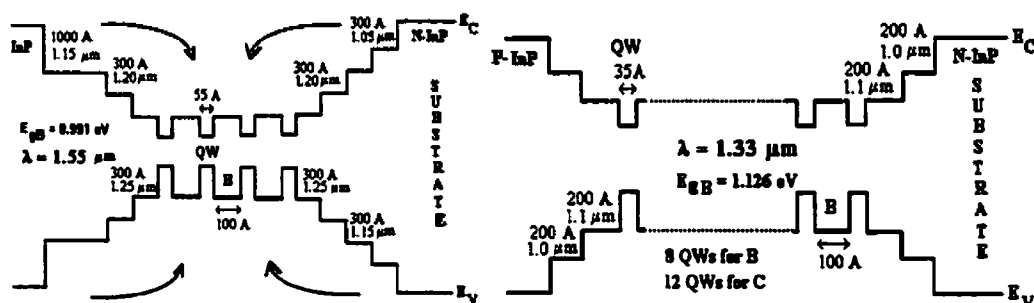 InP
1000 A
1.15 μm
300 A
1.20 μm
55 A
300 A
1.05 μm
N-InP
E_C
300 A
1.20 μm
SUBSTRATE
E_gB = 0.991 eV
λ = 1.55 μm
QW
300 A
1.25 μm
B
100 A
300 A
1.25 μm
300 A
1.15 μm
E_V
P-InP
QW
35A
200 A
1.0 μm
N-InP
E_C
200 A
1.1 μm
SUBSTRATE
λ = 1.33 μm
E_gB = 1.126 eV
200 A
1.1 μm
200 A
1.0 μm
B
100 A
8 QWs for B
12 QWs for C
E_V